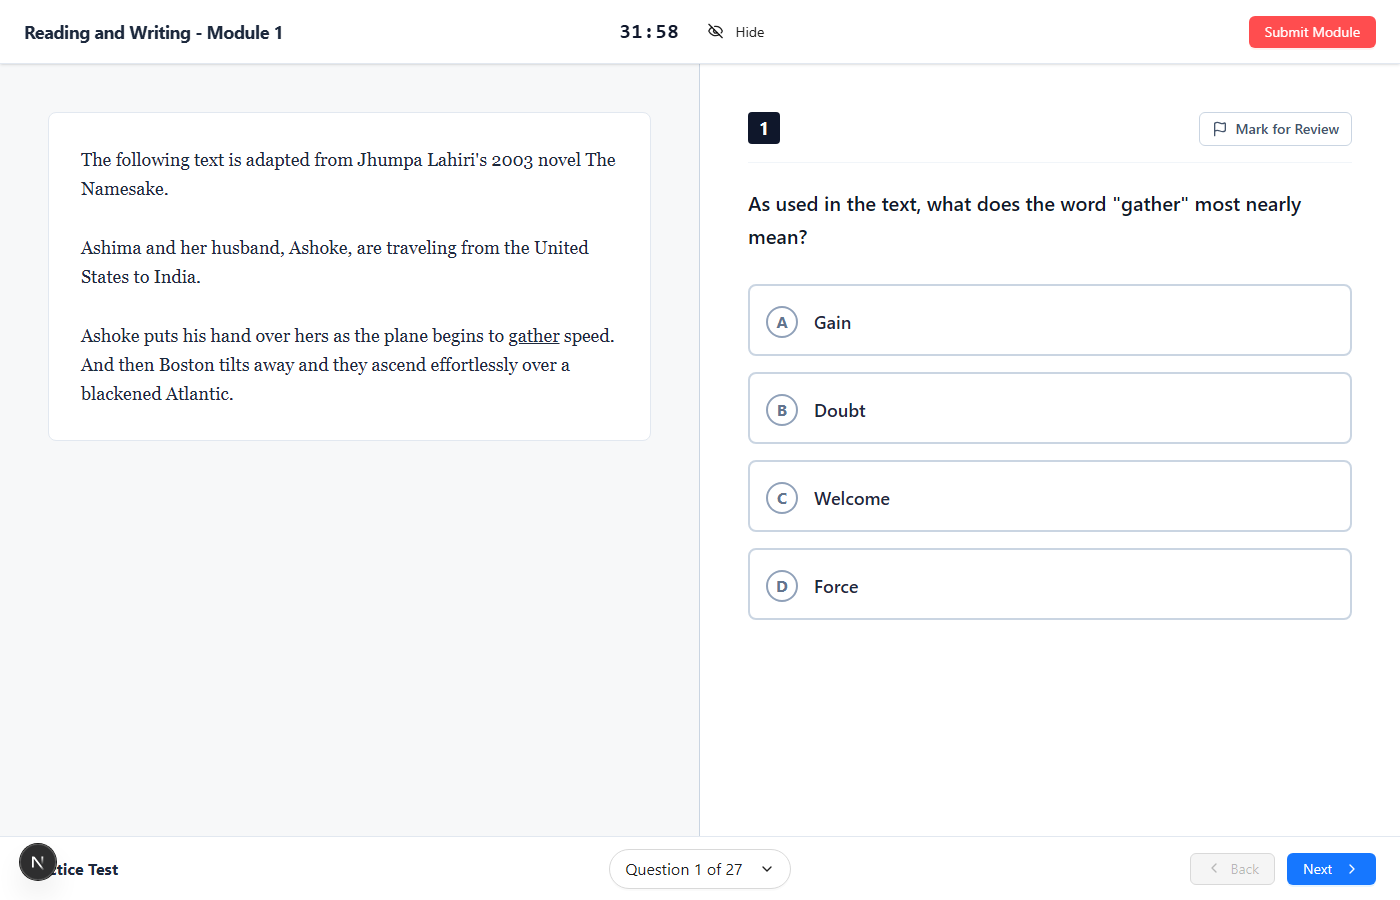 Reading and Writing - Module 1
31:58
Hide
Submit Module
The following text is adapted from Jhumpa Lahiri's 2003 novel The
Namesake.
Ashima and her husband, Ashoke, are traveling from the United
States to India.
Ashoke puts his hand over hers as the plane begins to gather speed.
And then Boston tilts away and they ascend effortlessly over a
blackened Atlantic.
1
Mark for Review
As used in the text, what does the word "gather" most nearly
mean?
A Gain
B Doubt
C Welcome
D Force
N
tice Test
Question 1 of 27
Back
Next